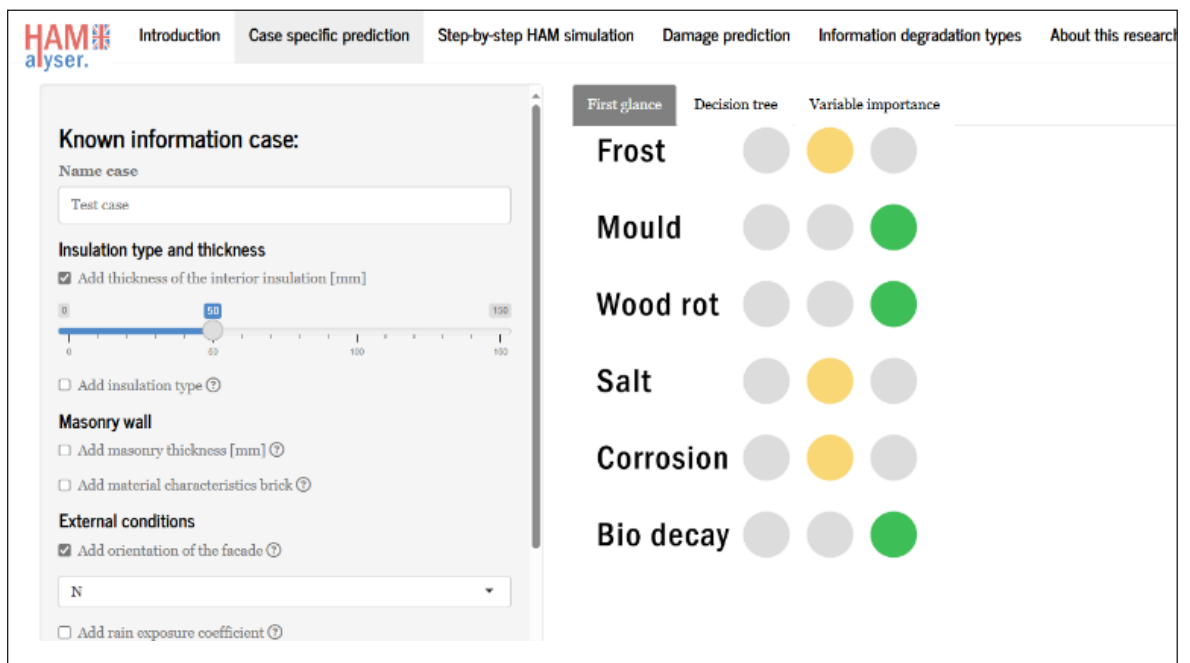 HAM
alyser.
Introduction
Case specific prediction
Step-by-step HAM simulation
Damage prediction
Information degradation types
About this research
Known information case:
Name case
Test case
Insulation type and thickness
Add thickness of the interior insulation [mm]
0 50 150
0 50 100 150
Add insulation type ?
Masonry wall
Add masonry thickness [mm] ?
Add material characteristics brick ?
External conditions
Add orientation of the facade ?
N
Add rain exposure coefficient ?
First glance
Decision tree
Variable importance
Frost
Mould
Wood rot
Salt
Corrosion
Bio decay